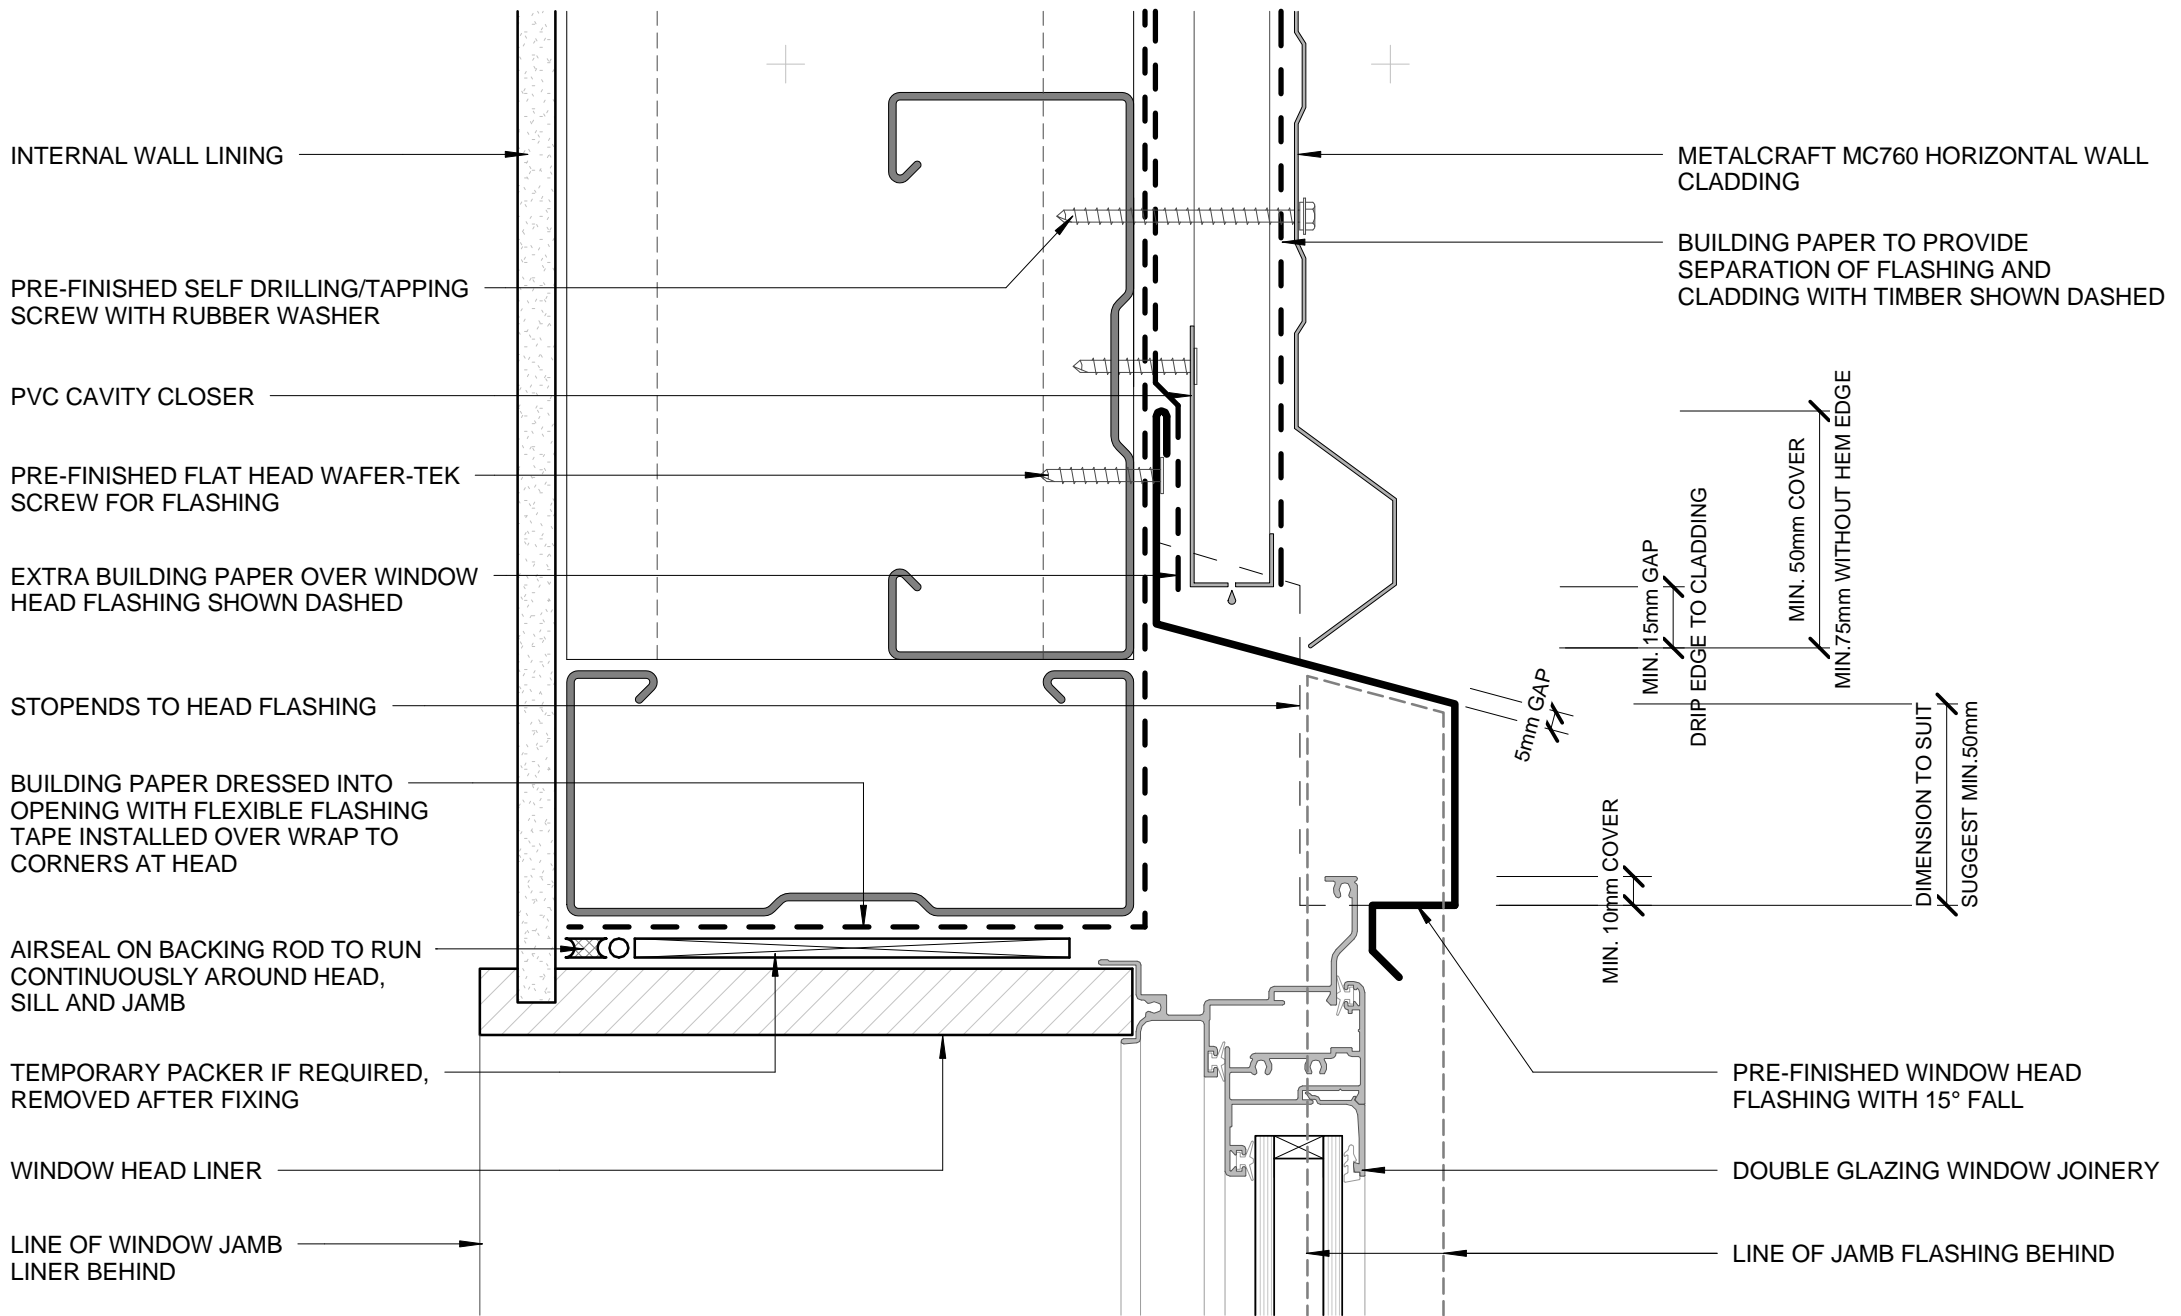 INTERNAL WALL LINING
PRE-FINISHED SELF DRILLING/TAPPING
SCREW WITH RUBBER WASHER
PVC CAVITY CLOSER
PRE-FINISHED FLAT HEAD WAFER-TEK
SCREW FOR FLASHING
EXTRA BUILDING PAPER OVER WINDOW
HEAD FLASHING SHOWN DASHED
STOPENDS TO HEAD FLASHING
BUILDING PAPER DRESSED INTO
OPENING WITH FLEXIBLE FLASHING
TAPE INSTALLED OVER WRAP TO
CORNERS AT HEAD
AIRSEAL ON BACKING ROD TO RUN
CONTINUOUSLY AROUND HEAD,
SILL AND JAMB
TEMPORARY PACKER IF REQUIRED,
REMOVED AFTER FIXING
WINDOW HEAD LINER
LINE OF WINDOW JAMB
LINER BEHIND
METALCRAFT MC760 HORIZONTAL WALL
CLADDING
BUILDING PAPER TO PROVIDE
SEPARATION OF FLASHING AND
CLADDING WITH TIMBER SHOWN DASHED
5mm GAP
MIN. 10mm COVER
MIN. 15mm GAP
DRIP EDGE TO CLADDING
MIN. 50mm COVER
MIN.75mm WITHOUT HEM EDGE
DIMENSION TO SUIT
SUGGEST MIN.50mm
PRE-FINISHED WINDOW HEAD
FLASHING WITH 15° FALL
DOUBLE GLAZING WINDOW JOINERY
LINE OF JAMB FLASHING BEHIND